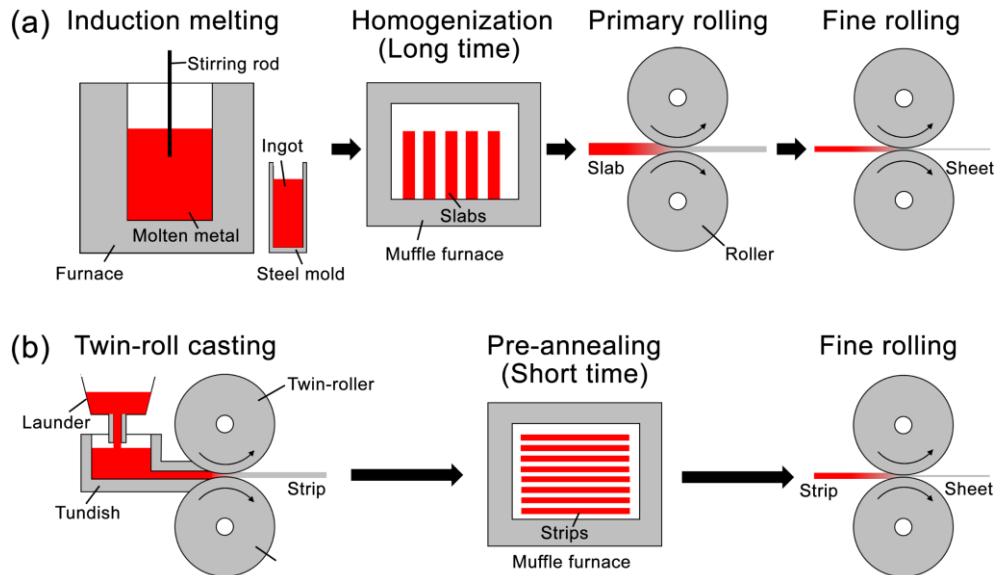 (a) Induction melting
Homogenization
(Long time)
Primary rolling
Fine rolling
Stirring rod
Ingot
Molten metal
Furnace
Steel mold
Slabs
Muffle furnace
Slab
Roller
Sheet
(b) Twin-roll casting
Pre-annealing
(Short time)
Fine rolling
Twin-roller
Launder
Tundish
Strip
Strips
Muffle furnace
Strip
Sheet